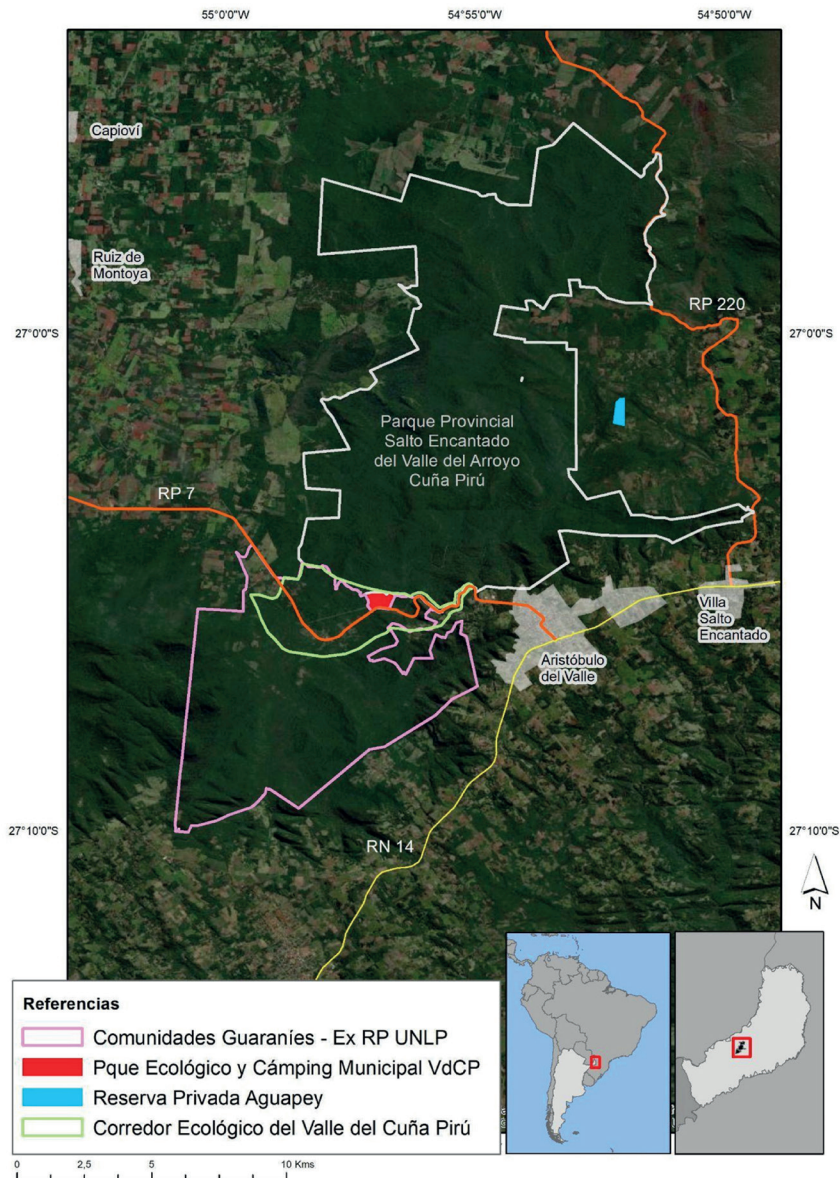 55°0'0"W
54°55'0"W
54°50'0"W
Capioví
Ruiz de
Montoya
RP 220
27°0'0"S
27°0'0"S
Parque Provincial
Salto Encantado
del Valle del Arroyo
Cuña Pirú
RP 7
Villa
Salto
Encantado
Aristóbulo
del Valle
27°10'0"S
27°10'0"S
RN 14
N
Referencias
Comunidades Guaraníes - Ex RP UNLP
Pque Ecológico y Cámping Municipal VdCP
Reserva Privada Aguapey
Corredor Ecológico del Valle del Cuña Pirú
0 2,5 5 10 Kms